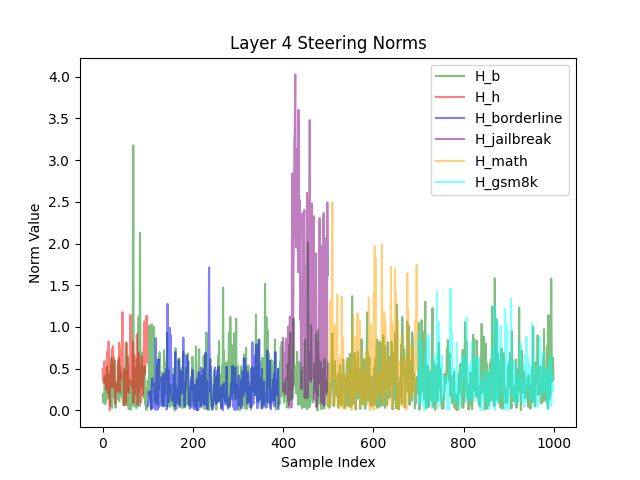 Layer 4 Steering Norms
4.0
3.5
3.0
2.5
2.0
1.5
1.0
0.5
0.0
Norm Value
H_b
H_h
H_borderline
H_jailbreak
H_math
H_gsm8k
0
200
400
600
800
1000
Sample Index